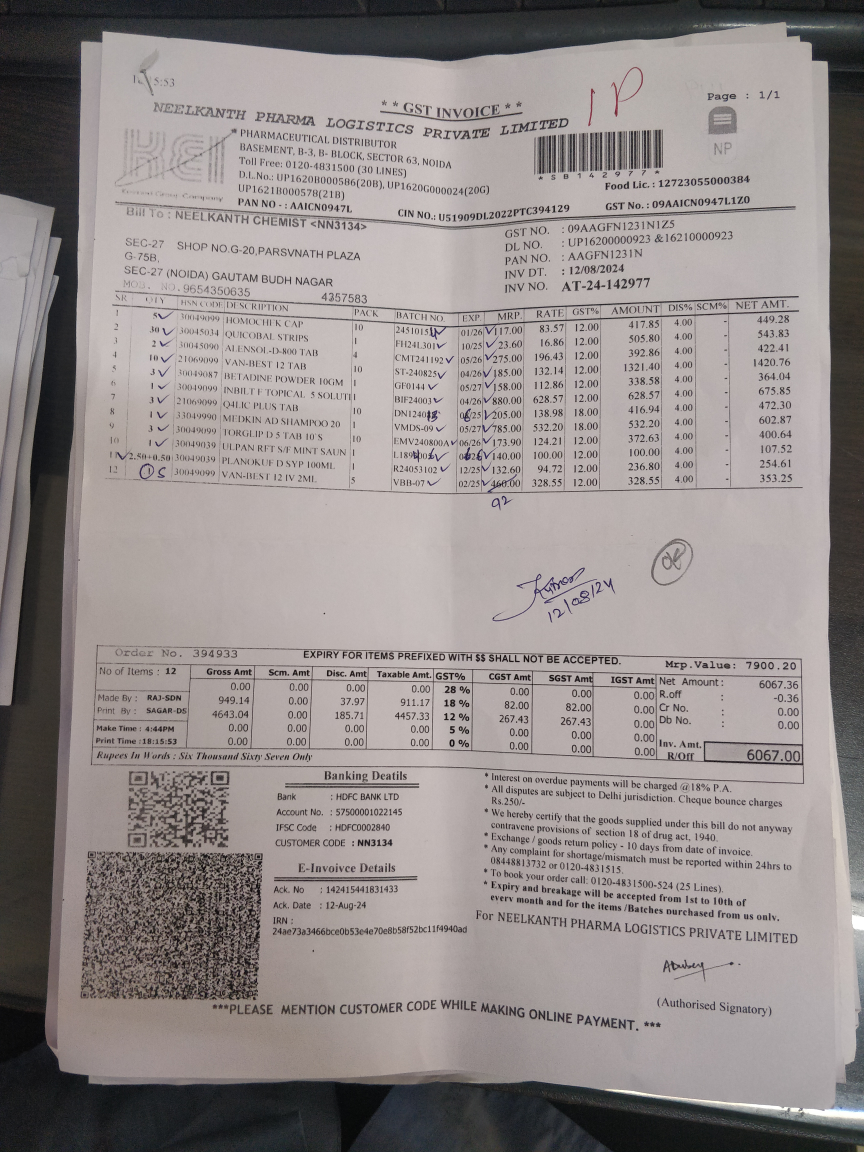 5:53
* * GST INVOICE * *
1P
Page : 1/1
NEELKANTH PHARMA LOGISTICS PRIVATE LIMITED
PHARMACEUTICAL DISTRIBUTOR
BASEMENT, B-3, B- BLOCK, SECTOR 63, NOIDA
Toll Free: 0120-4831500 (30 LINES)
D.L.No.: UP1620B000586(20B), UP1620G000024(20G)
UP1621B000578(21B)
PAN NO - : AAICN0947L
CIN NO.: U51909DL2022PTC394129
*58142977*
NP
Food Lic. : 12723055000384
GST No. : 09AAICN0947L1Z0
Bill To : NEELKANTH CHEMIST <NN3134>
SEC-27 SHOP NO.G-20,PARSVNATH PLAZA
G-75B,
SEC-27 (NOIDA) GAUTAM BUDH NAGAR
MOB. NO.9654350635 4357583
GST NO. : 09AAGFN1231N1Z5
DL NO. : UP16200000923 &16210000923
PAN NO. : AAGFN1231N
INV DT. : 12/08/2024
INV NO. AT-24-142977
SR QTY HSN CODE DESCRIPTION PACK BATCH NO. EXP. MRP. RATE GST% AMOUNT DIS% SCM% NET AMT.
1 5 30049099 HOMOCHEK CAP 10 2451015 01/26 117.00 83.57 12.00 417.85 4.00 - 449.28
2 30 30045034 QUICOBAL STRIPS 1 FH24L301 10/25 23.60 16.86 12.00 505.80 4.00 - 543.83
3 2 30045090 ALENSOL-D-800 TAB 4 CMT241192 05/26 275.00 196.43 12.00 392.86 4.00 - 422.41
4 10 21069099 VAN-BEST 12 TAB 10 ST-240825 04/26 185.00 132.14 12.00 1321.40 4.00 - 1420.76
5 3 30049087 BETADINE POWDER 10GM 1 GF0144 05/27 158.00 112.86 12.00 338.58 4.00 - 364.04
6 1 30049099 INBILT F TOPICAL 5 SOLUTI 1 BIF24003 04/26 880.00 628.57 12.00 628.57 4.00 - 675.85
7 3 21069099 Q4LIC PLUS TAB 10 DN1240 25 205.00 138.98 18.00 416.94 4.00 - 472.30
8 1 33049990 MEDKIN AD SHAMPOO 20 1 VMDS-09 05/27 785.00 532.20 18.00 532.20 4.00 - 602.87
9 3 30049099 TORGLIP D 5 TAB 10'S 10 EMV240800A 06/26 173.90 124.21 12.00 372.63 4.00 - 400.64
10 1 30049039 ULPAN RFT S/F MINT SAUN 1 140.00 100.00 12.00 100.00 4.00 - 107.52
11 2.50+0.50 30049039 PLANOKUF D SYP 100ML 1 R24053102 12/25 132.60 94.72 12.00 236.80 4.00 - 254.61
12 1 5 30049099 VAN-BEST 12 IV 2ML 5 VBB-07 02/25 460.00 328.55 12.00 328.55 4.00 - 353.25
92
OK
12/08/24
Order No. 394933 EXPIRY FOR ITEMS PREFIXED WITH $$ SHALL NOT BE ACCEPTED. Mrp.Value: 7900.20
No of Items : 12 Gross Amt Scm. Amt Disc. Amt Taxable Amt. GST% CGST Amt SGST Amt IGST Amt
0.00 0.00 0.00 0.00 28 % 0.00 0.00 0.00
949.14 0.00 37.97 911.17 18 % 82.00 82.00 0.00
4643.04 0.00 185.71 4457.33 12 % 267.43 267.43 0.00
0.00 0.00 0.00 0.00 5 % 0.00 0.00 0.00
0.00 0.00 0.00 0.00 0 % 0.00 0.00 0.00
Made By : RAJ-SDN
Print By : SAGAR-DS
Make Time : 4:44PM
Print Time :18:15:53
Net Amount : 6067.36
R.off : -0.36
Cr No. : 0.00
Db No. : 0.00
Inv. Amt. R/Off 6067.00
Rupees In Words : Six Thousand Sixty Seven Only
Banking Deatils
Bank : HDFC BANK LTD
Account No. : 57500001022145
IFSC Code : HDFC0002840
CUSTOMER CODE : NN3134
E-Invoivce Details
Ack. No : 142415441831433
Ack. Date : 12-Aug-24
IRN :
24ae73a3466bce0b53e4e70e8b58f52bc11f4940ad
* Interest on overdue payments will be charged @18% P.A.
* All disputes are subject to Delhi jurisdiction. Cheque bounce charges
Rs.250/-
* We hereby certify that the goods supplied under this bill do not anyway
contravene provisions of section 18 of drug act, 1940.
* Exchange / goods return policy - 10 days from date of invoice.
* Any complaint for shortage/mismatch must be reported within 24hrs to
08448813732 or 0120-4831515.
* To book your order call: 0120-4831500-524 (25 Lines).
* Expiry and breakage will be accepted from 1st to 10th of
every month and for the items /Batches purchased from us only.
For NEELKANTH PHARMA LOGISTICS PRIVATE LIMITED
(Authorised Signatory)
***PLEASE MENTION CUSTOMER CODE WHILE MAKING ONLINE PAYMENT. ***